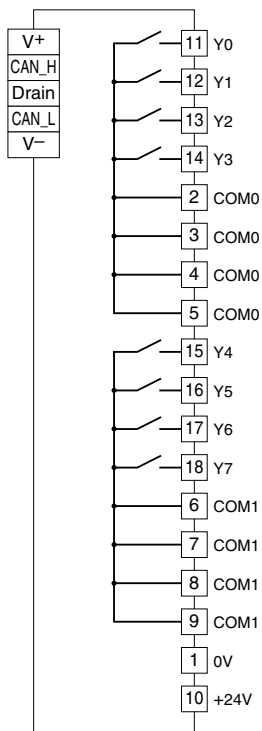 V+
CAN_H
Drain
CAN_L
V−
11 Y0
12 Y1
13 Y2
14 Y3
2 COM0
3 COM0
4 COM0
5 COM0
15 Y4
16 Y5
17 Y6
18 Y7
6 COM1
7 COM1
8 COM1
9 COM1
1 0V
10 +24V